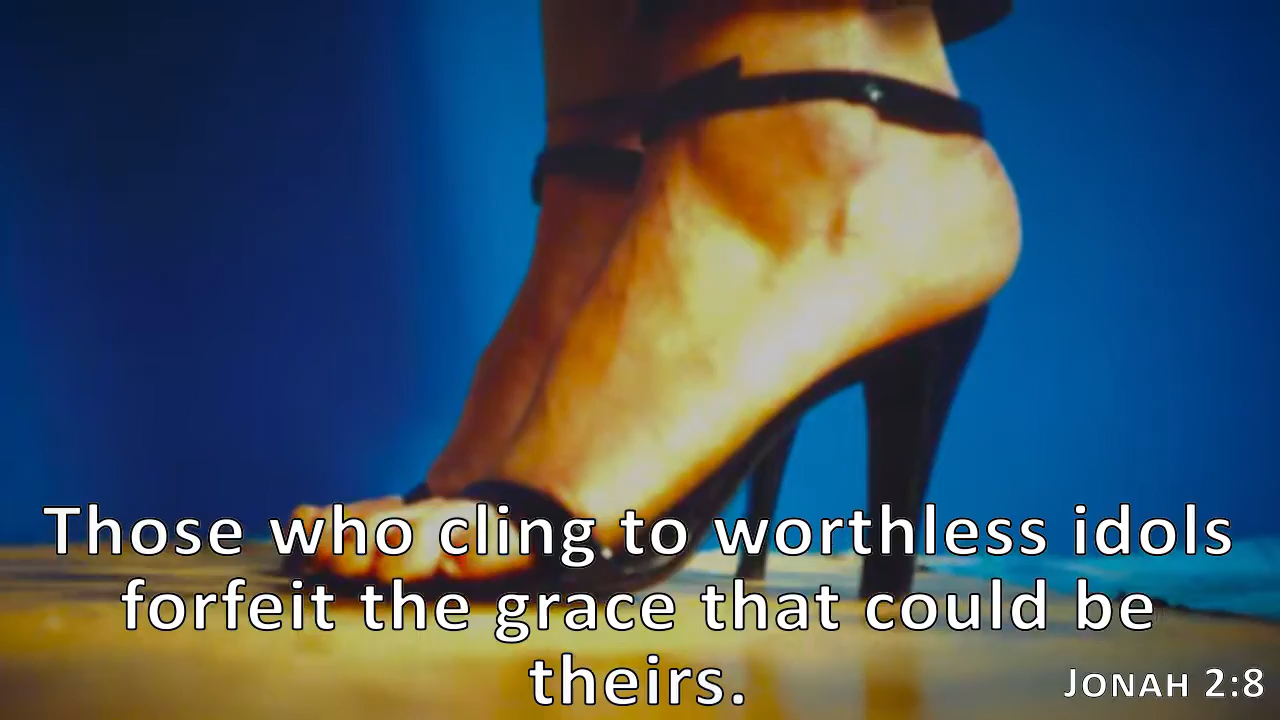 Those who cling to worthless idols
forfeit the grace that could be
theirs.
Jonah 2:8